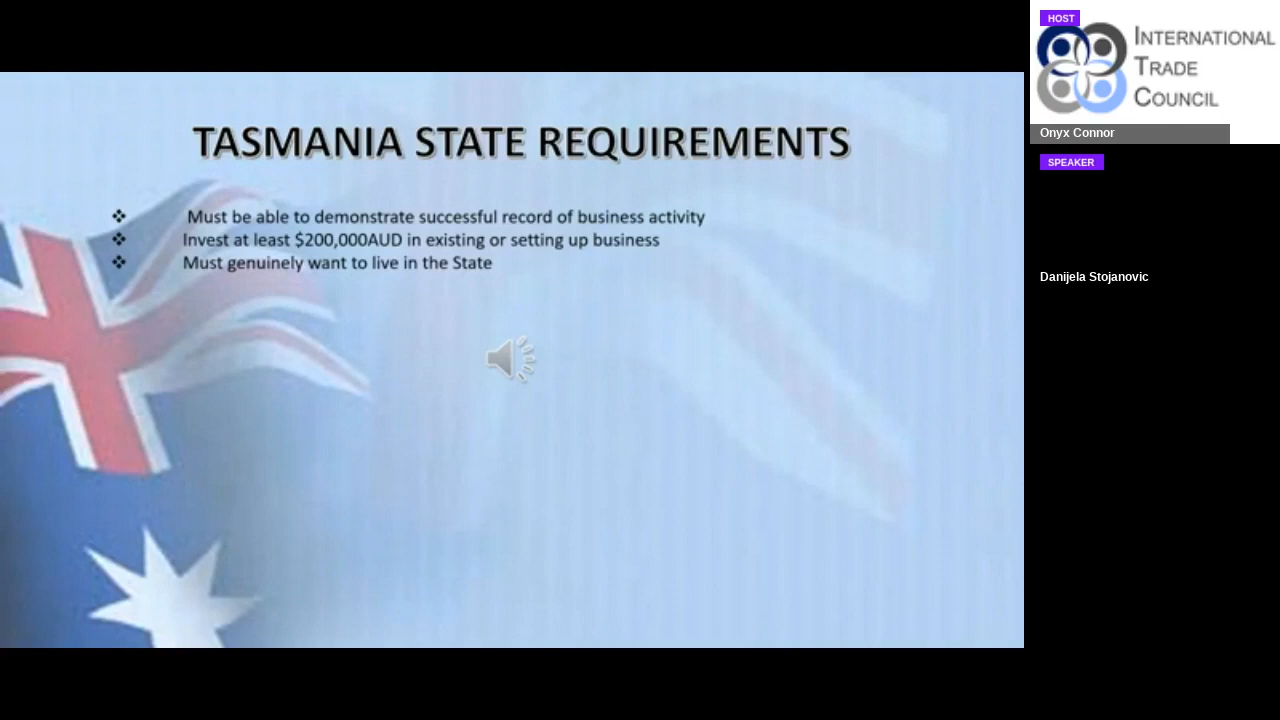 TASMANIA STATE REQUIREMENTS
❖ Must be able to demonstrate successful record of business activity
❖ Invest at least $200,000AUD in existing or setting up business
❖ Must genuinely want to live in the State
HOST
INTERNATIONAL
TRADE
COUNCIL
Onyx Connor
SPEAKER
Danijela Stojanovic